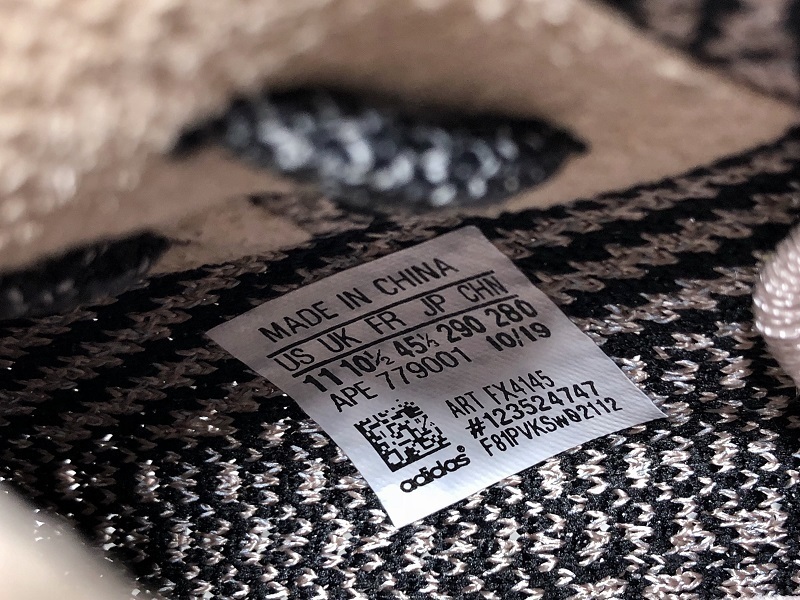 MADE IN CHINA
US UK FR JP CHN
11 10½ 45⅓ 290 280
APE 779001 10/19
ART FX4145
#123524747
F81PVKSW02112
adidas®